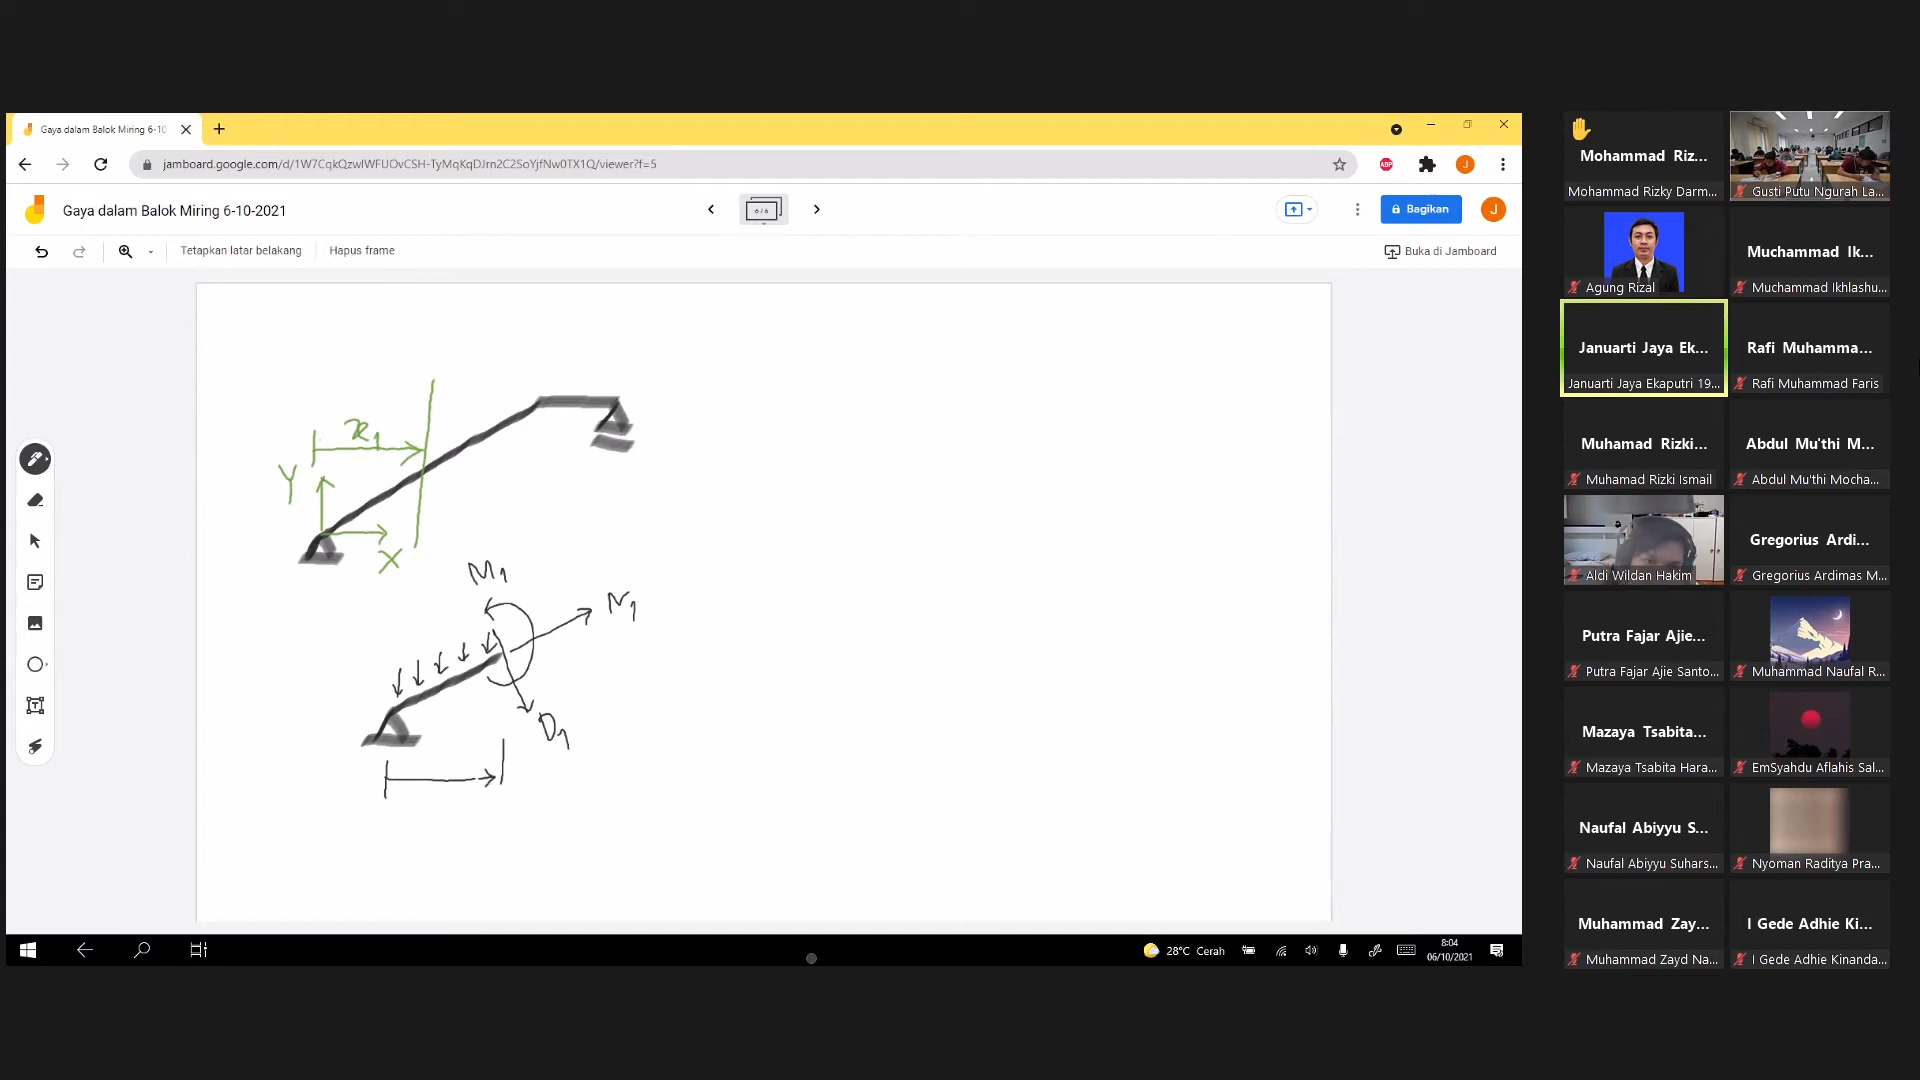 Gaya dalam Balok Miring 6-10
jamboard.google.com/d/1W7CqkQzwlWFUOvCSH-TyMqKqDJrn2C2SoYjfNw0TX1Q/viewer?f=5
ABP
J
Gaya dalam Balok Miring 6-10-2021
6 / 6
Bagikan
J
Tetapkan latar belakang
Hapus frame
Buka di Jamboard
x1
Y
X
M1
N1
D1
28°C Cerah
8:04
06/10/2021
Mohammad Riz...
Mohammad Rizky Darm...
Gusti Putu Ngurah La...
Agung Rizal
Muchammad Ik...
Muchammad Ikhlashu...
Januarti Jaya Ek...
Januarti Jaya Ekaputri 19...
Rafi Muhamma...
Rafi Muhammad Faris
Muhamad Rizki...
Muhamad Rizki Ismail
Abdul Mu'thi M...
Abdul Mu'thi Mocha...
Aldi Wildan Hakim
Gregorius Ardi...
Gregorius Ardimas M...
Putra Fajar Ajie...
Putra Fajar Ajie Santo...
Muhammad Naufal R...
Mazaya Tsabita...
Mazaya Tsabita Hara...
EmSyahdu Aflahis Sal...
Naufal Abiyyu S...
Naufal Abiyyu Suhars...
Nyoman Raditya Pra...
Muhammad Zay...
Muhammad Zayd Na...
I Gede Adhie Ki...
I Gede Adhie Kinanda...